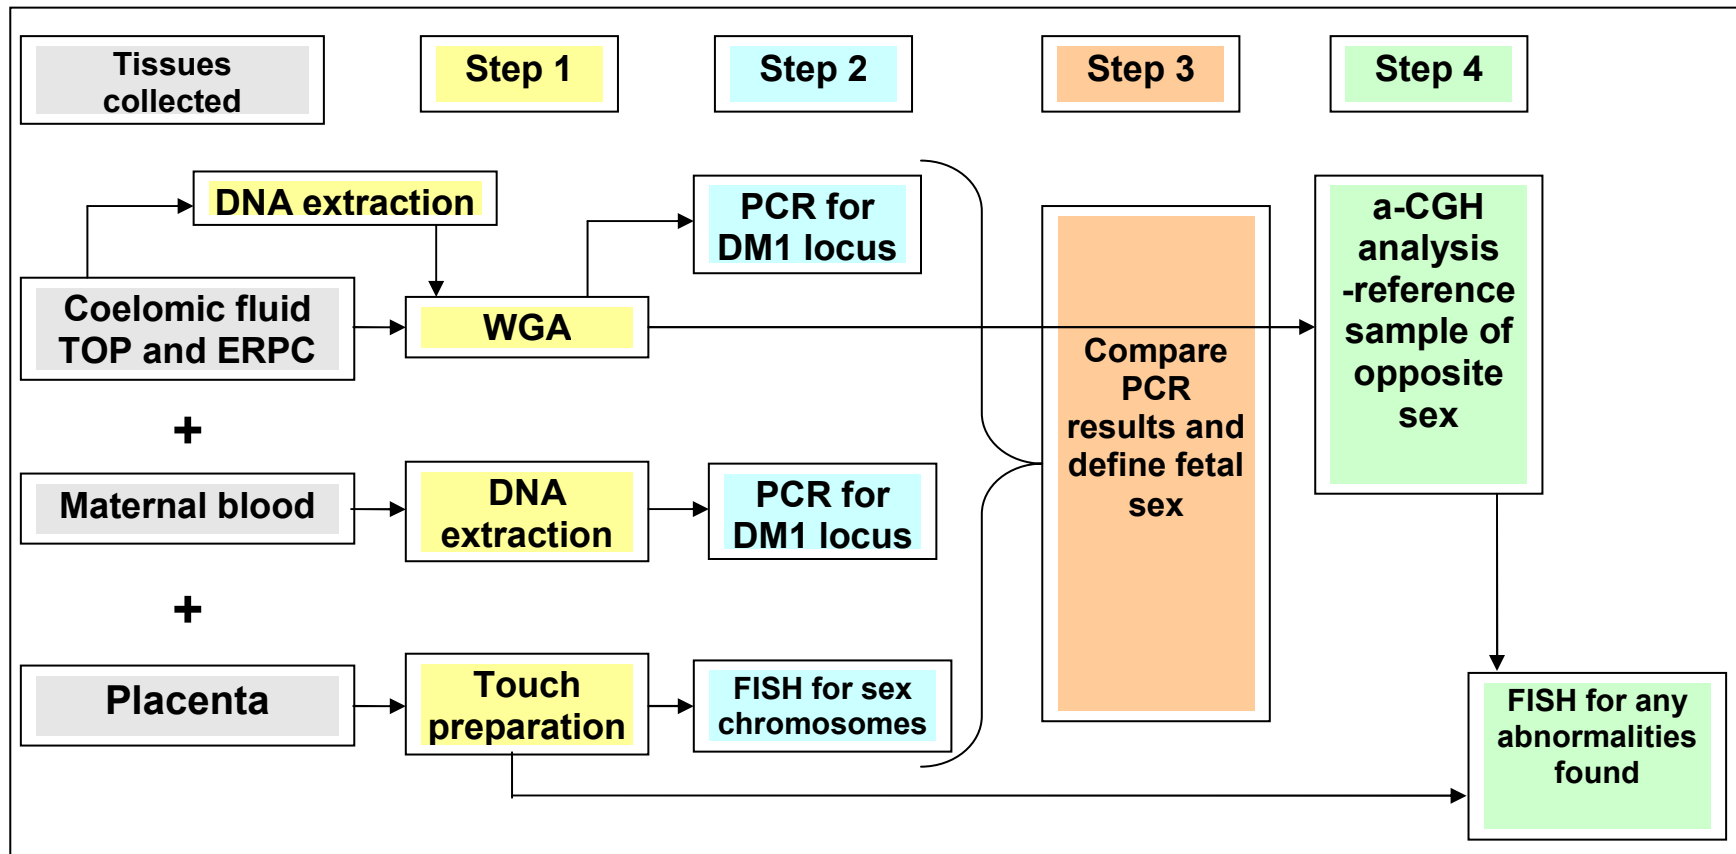 Tissues
collected
Step 1
Step 2
Step 3
Step 4
DNA extraction
PCR for
DM1 locus
Coelomic fluid
TOP and ERPC
WGA
a-CGH
analysis
-reference
sample of
opposite
sex
Compare
PCR
results and
define fetal
sex
+
Maternal blood
DNA
extraction
PCR for
DM1 locus
+
Placenta
Touch
preparation
FISH for sex
chromosomes
FISH for any
abnormalities
found